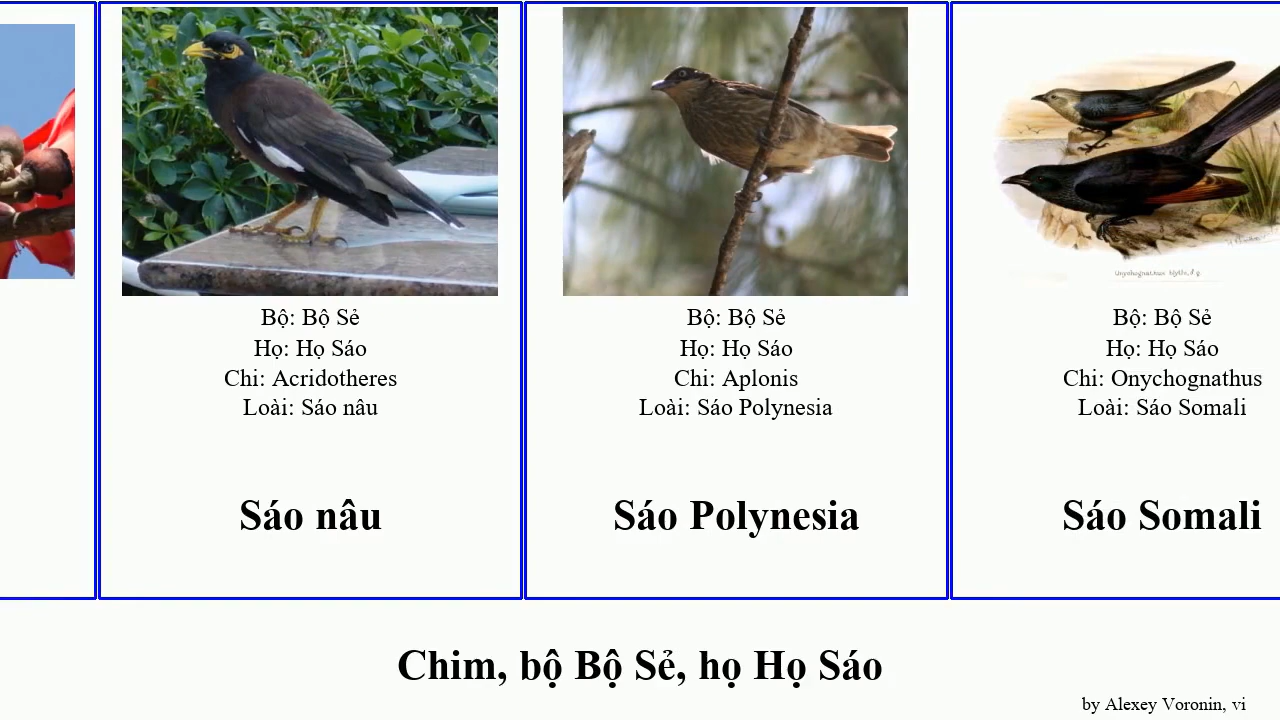 Bộ: Bộ Sẻ
Họ: Họ Sáo
Chi: Acridotheres
Loài: Sáo nâu
Sáo nâu
Bộ: Bộ Sẻ
Họ: Họ Sáo
Chi: Aplonis
Loài: Sáo Polynesia
Sáo Polynesia
Onychognathus blythi, ♂ ♀.
Bộ: Bộ Sẻ
Họ: Họ Sáo
Chi: Onychognathus
Loài: Sáo Somali
Sáo Somali
Chim, bộ Bộ Sẻ, họ Họ Sáo
by Alexey Voronin, vi